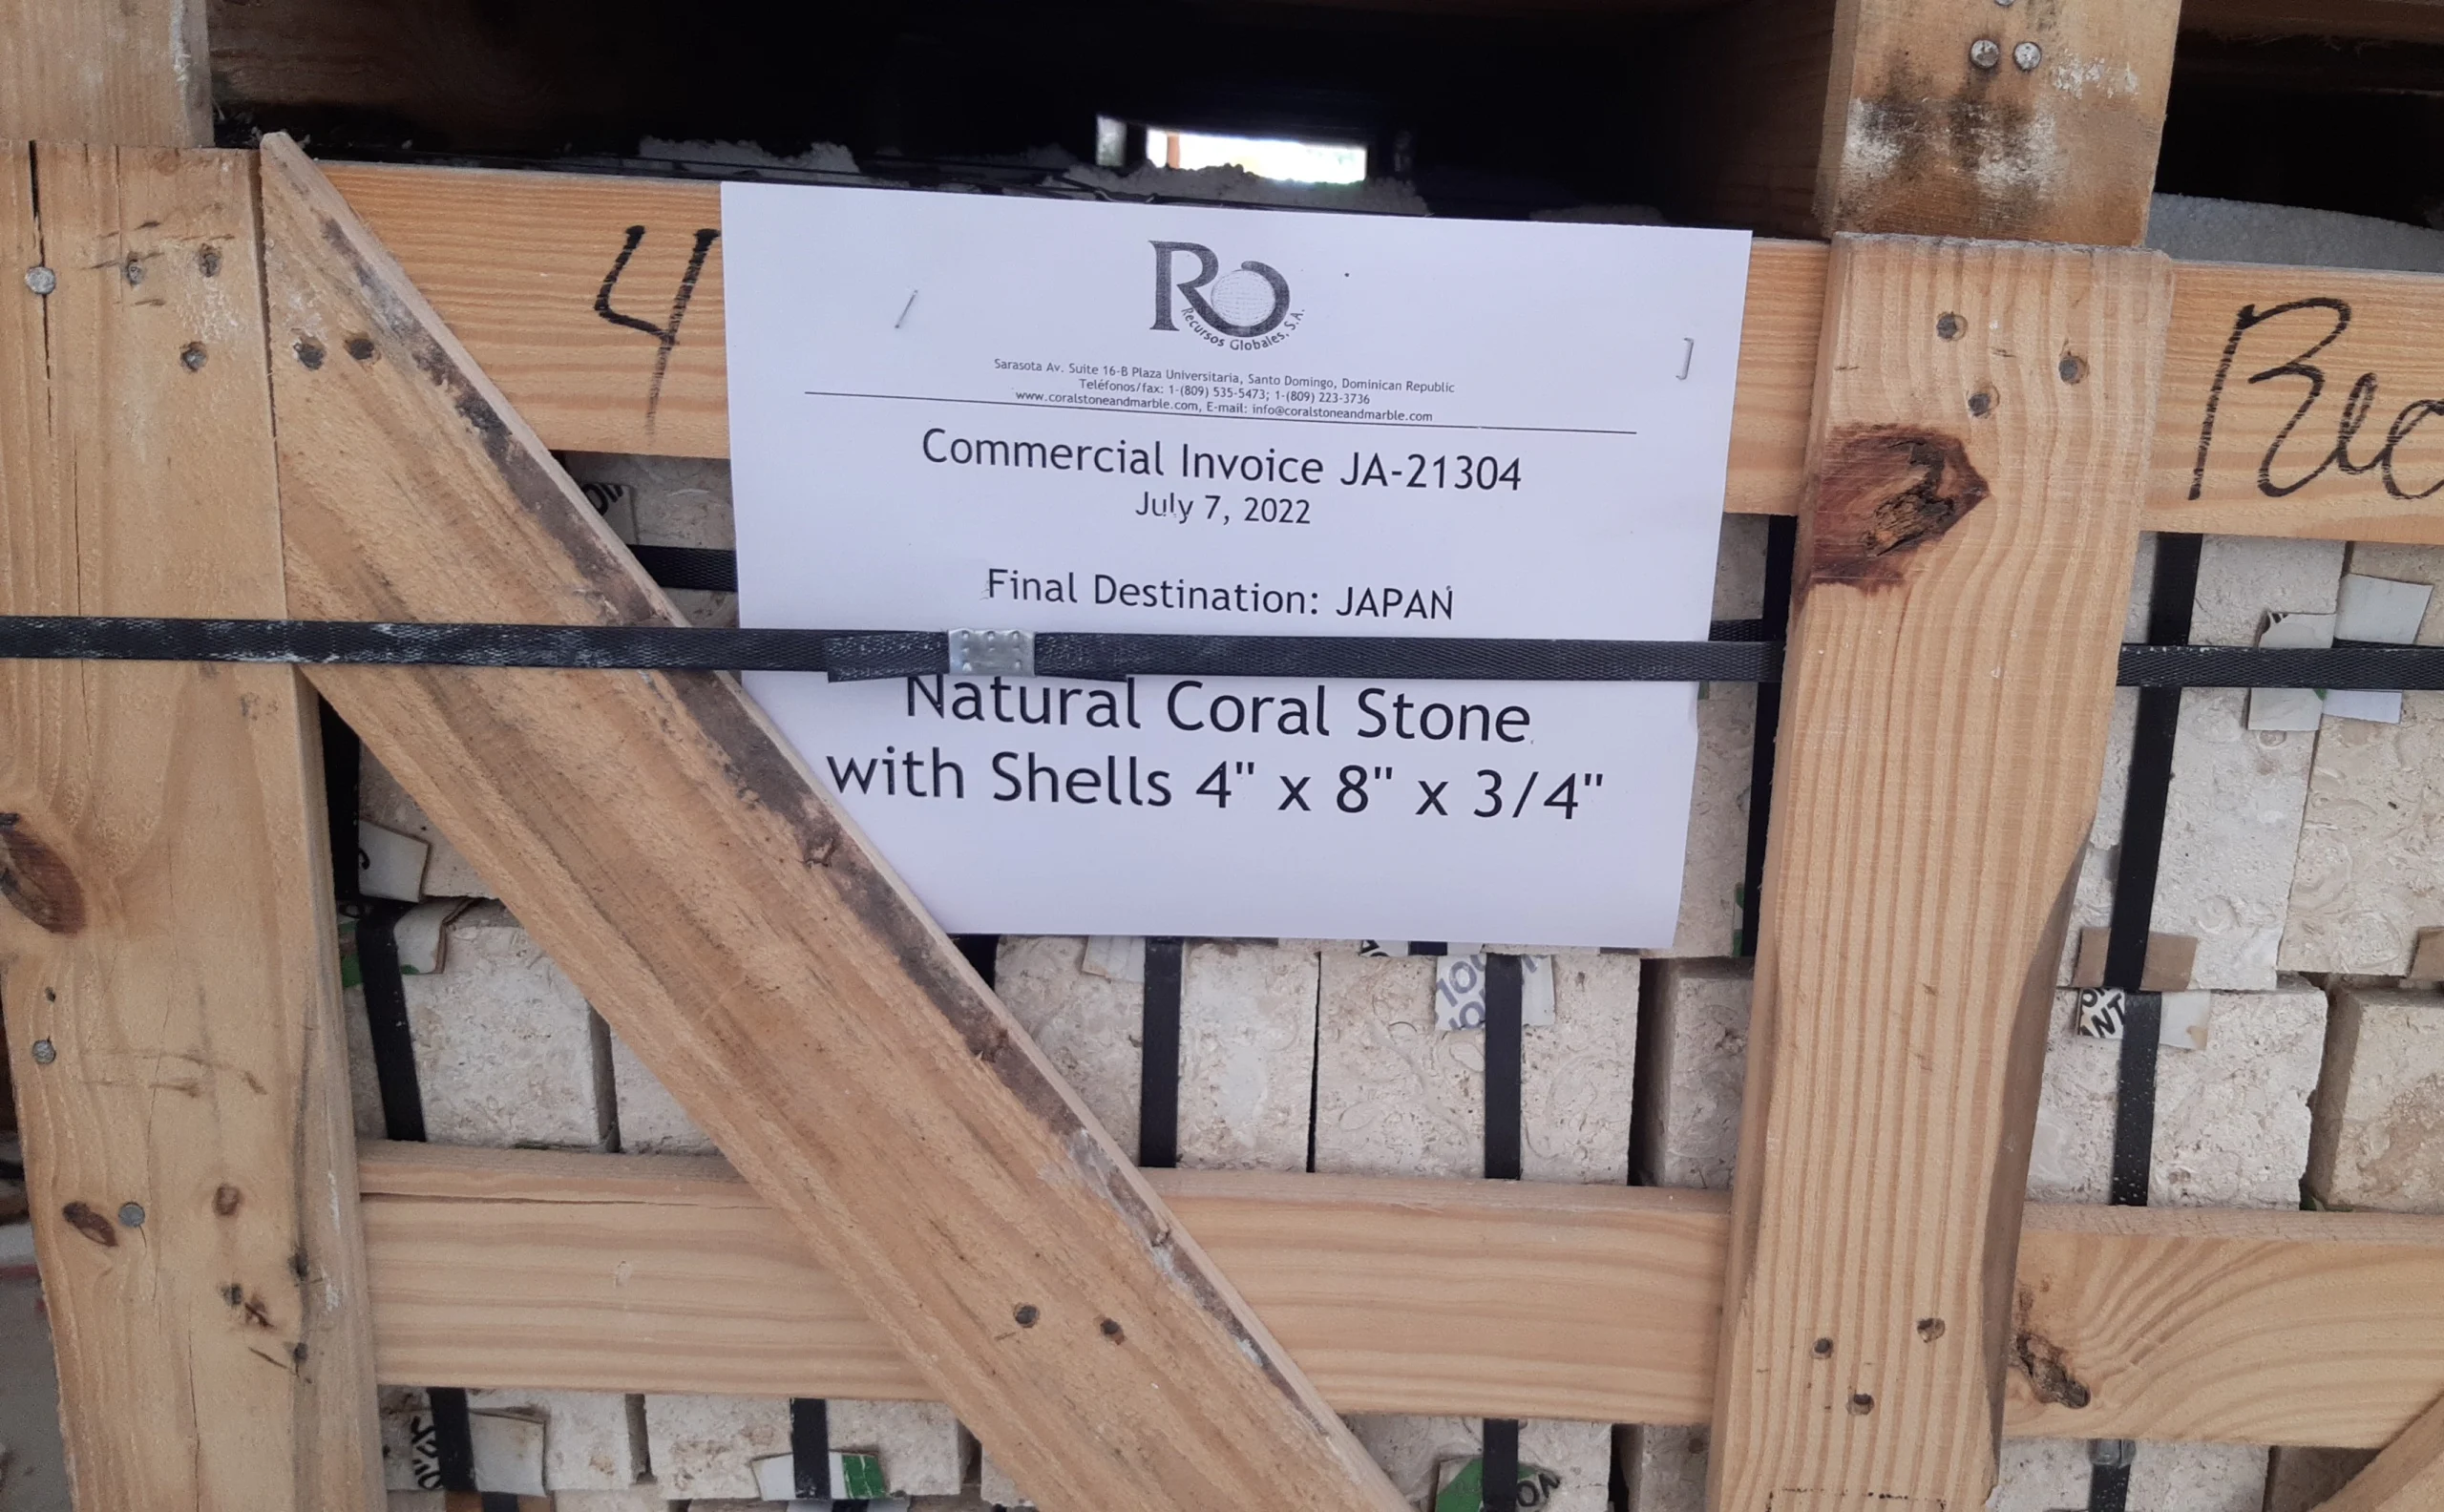 4
RG
Recursos Globales, S.A.
Sarasota Av. Suite 16-B Plaza Universitaria, Santo Domingo, Dominican Republic
Teléfonos/fax: 1-(809) 535-5473; 1-(809) 223-3736
www.coralstoneandmarble.com, E-mail: info@coralstoneandmarble.com
Commercial Invoice JA-21304
July 7, 2022
Final Destination: JAPAN
Natural Coral Stone
with Shells 4" x 8" x 3/4"